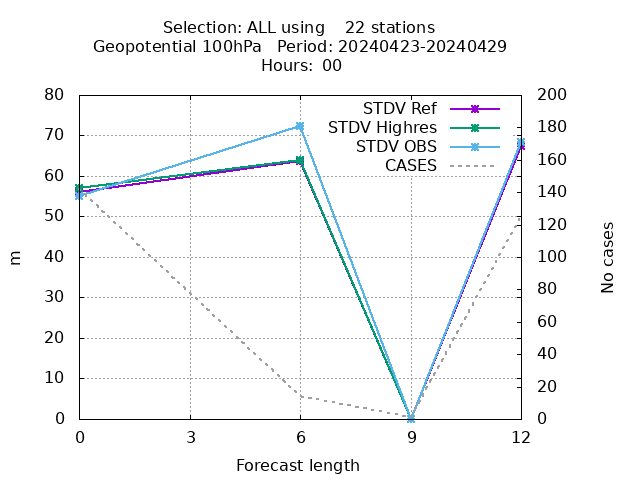 Selection: ALL using    22 stations
Geopotential 100hPa   Period: 20240423-20240429
Hours: 00
80
70
60
50
40
30
20
10
0
m
200
180
160
140
120
100
80
60
40
20
0
No cases
STDV Ref
STDV Highres
STDV OBS
CASES
0 3 6 9 12
Forecast length